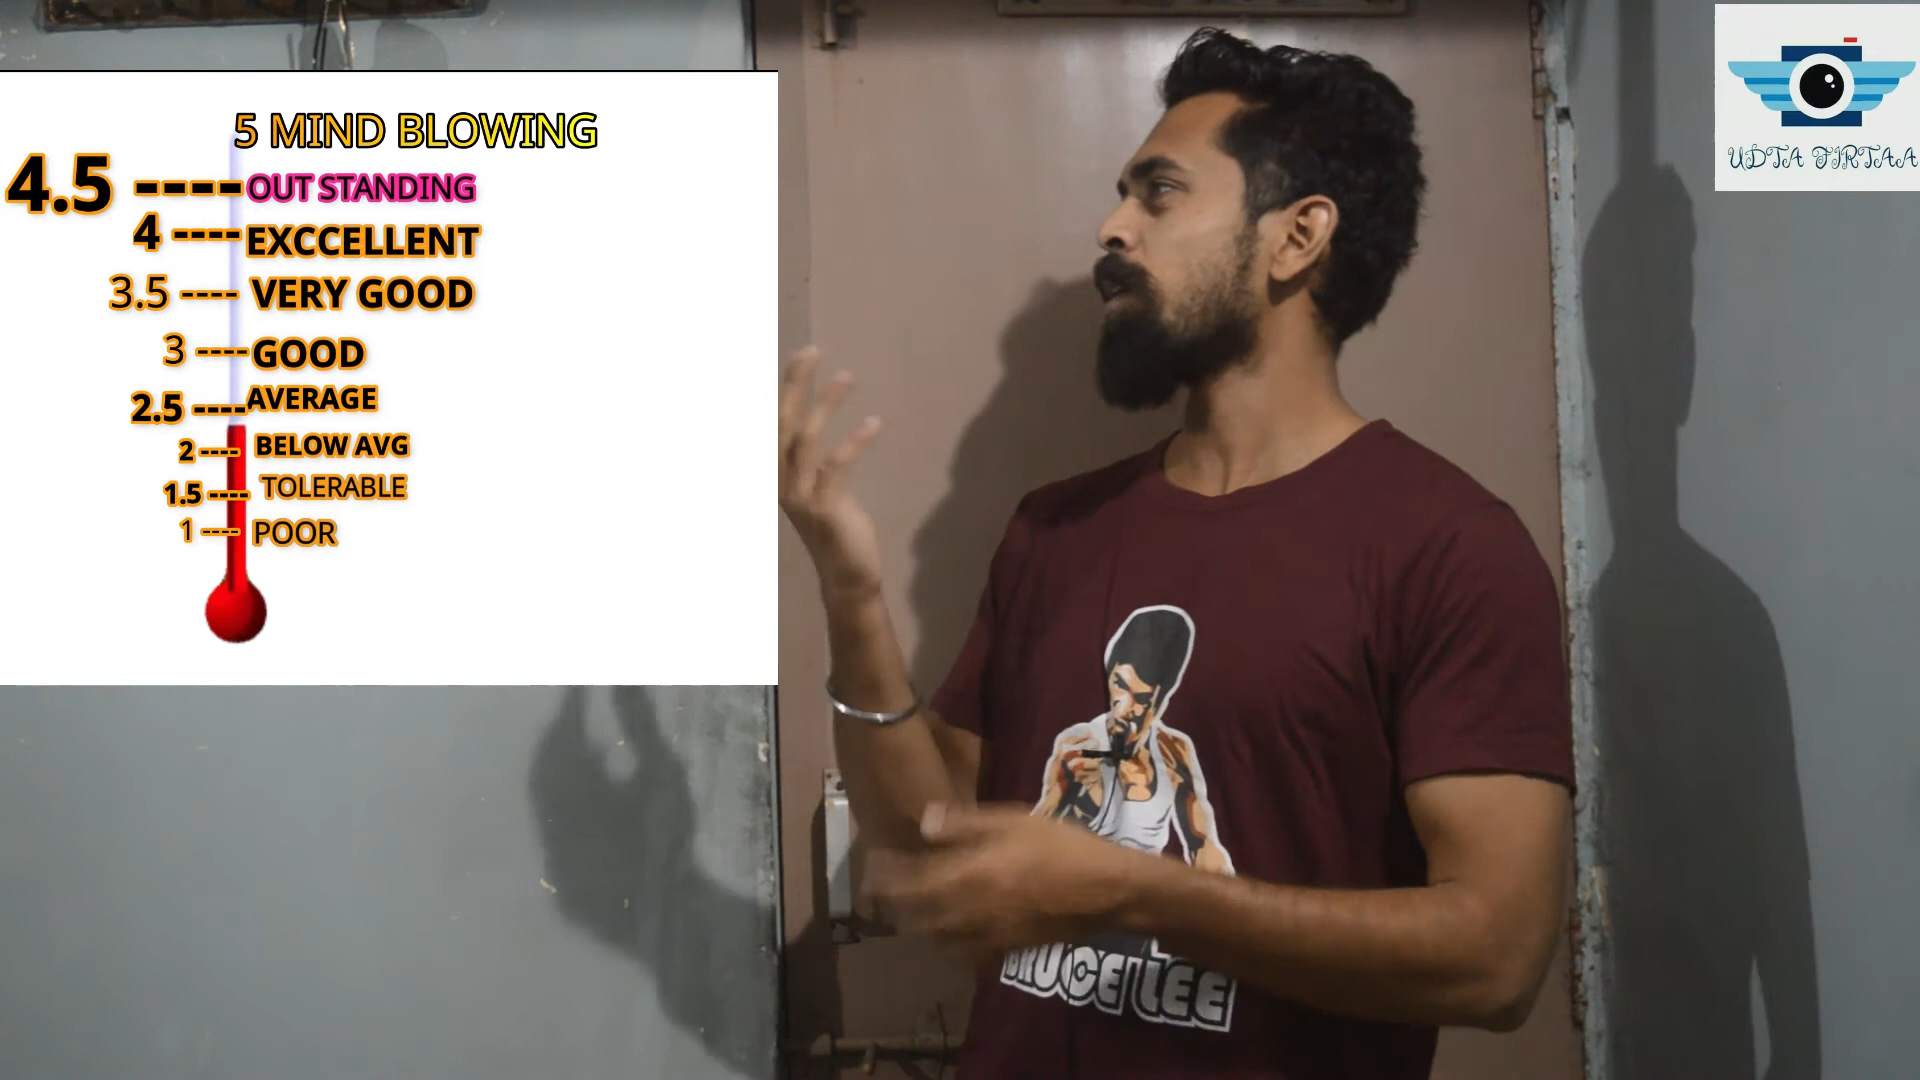 5 MIND BLOWING
4.5 ----OUT STANDING
4 ----EXCCELLENT
3.5 ---- VERY GOOD
3 ----GOOD
2.5 ----AVERAGE
2 ---- BELOW AVG
1.5 ---- TOLERABLE
1 ---- POOR
UDTA FIRTAA
BRUCE LEE